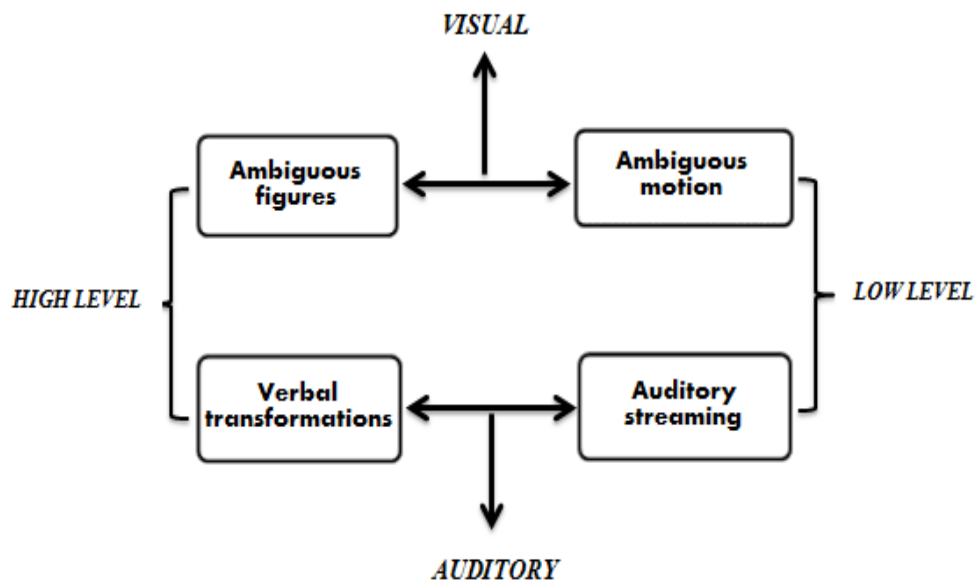 VISUAL
Ambiguous
figures
Ambiguous
motion
HIGH LEVEL
LOW LEVEL
Verbal
transformations
Auditory
streaming
AUDITORY